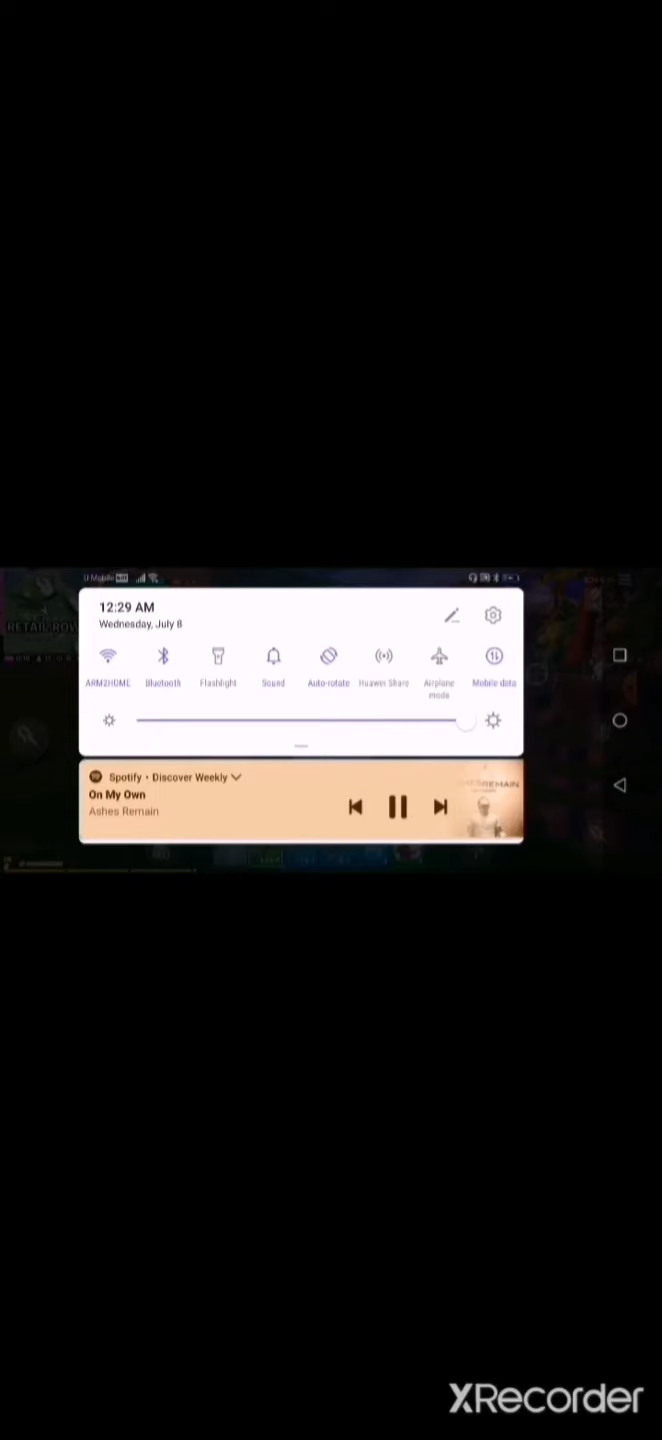 U Mobile
RETAIL ROW
12:29 AM
Wednesday, July 8
ARM2HOME
Bluetooth
Flashlight
Sound
Auto-rotate
Huawei Share
Airplane
mode
Mobile data
Spotify • Discover Weekly
On My Own
Ashes Remain
XRecorder